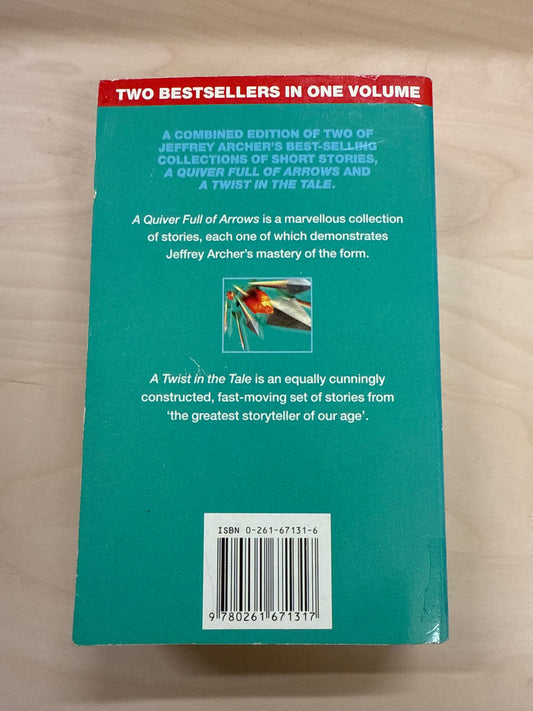 TWO BESTSELLERS IN ONE VOLUME
A COMBINED EDITION OF TWO OF
JEFFREY ARCHER'S BEST-SELLING
COLLECTIONS OF SHORT STORIES,
A QUIVER FULL OF ARROWS AND
A TWIST IN THE TALE.
A Quiver Full of Arrows is a marvellous collection
of stories, each one of which demonstrates
Jeffrey Archer's mastery of the form.
A Twist in the Tale is an equally cunningly
constructed, fast-moving set of stories from
‘the greatest storyteller of our age’.
ISBN 0-261-67131-6
9 780261 671317